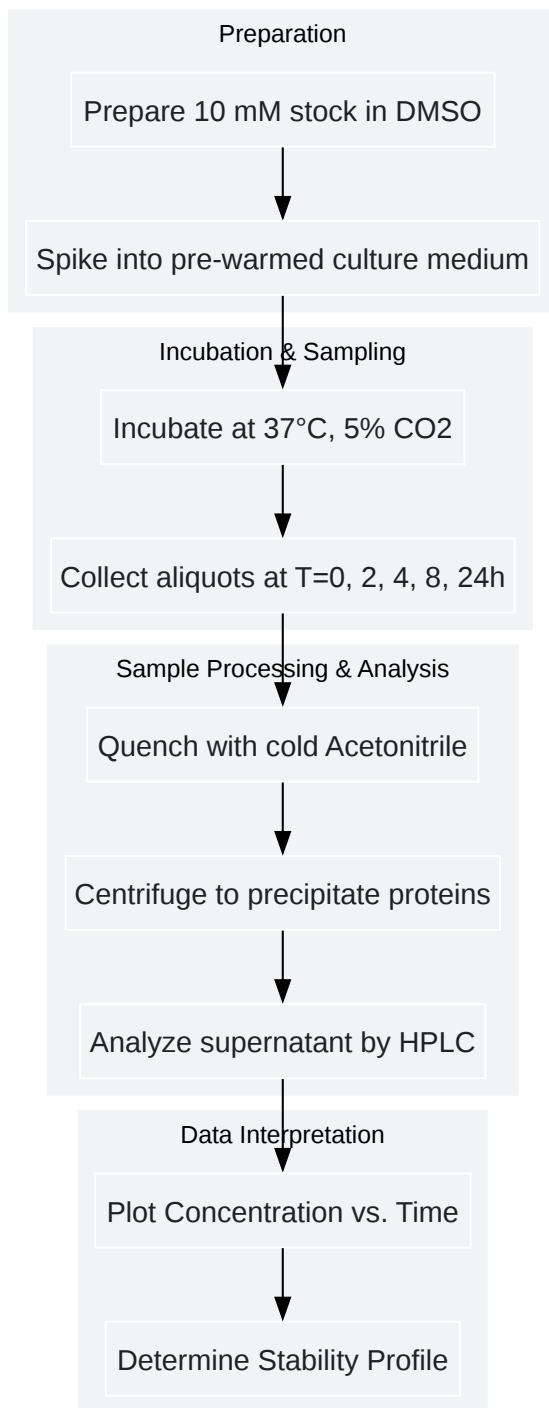 Preparation
Prepare 10 mM stock in DMSO
Spike into pre-warmed culture medium
Incubation & Sampling
Incubate at 37°C, 5% CO2
Collect aliquots at T=0, 2, 4, 8, 24h
Sample Processing & Analysis
Quench with cold Acetonitrile
Centrifuge to precipitate proteins
Analyze supernatant by HPLC
Data Interpretation
Plot Concentration vs. Time
Determine Stability Profile